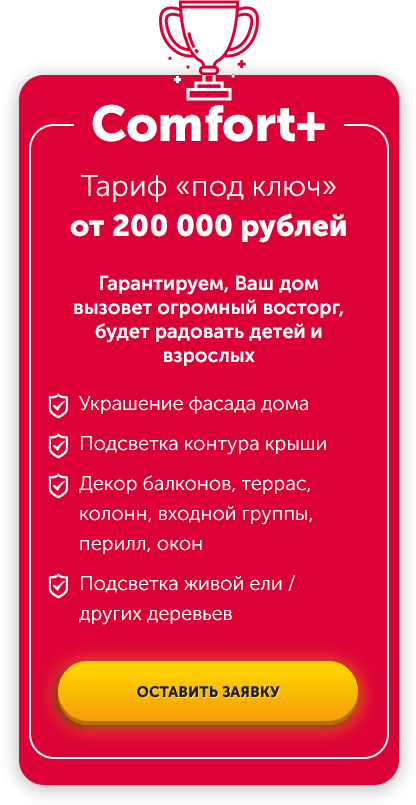 Comfort+
Тариф «под ключ»
от 200 000 рублей
Гарантируем, Ваш дом
вызовет огромный восторг,
будет радовать детей и
взрослых
Украшение фасада дома
Подсветка контура крыши
Декор балконов, террас,
колонн, входной группы,
перилл, окон
Подсветка живой ели /
других деревьев
ОСТАВИТЬ ЗАЯВКУ